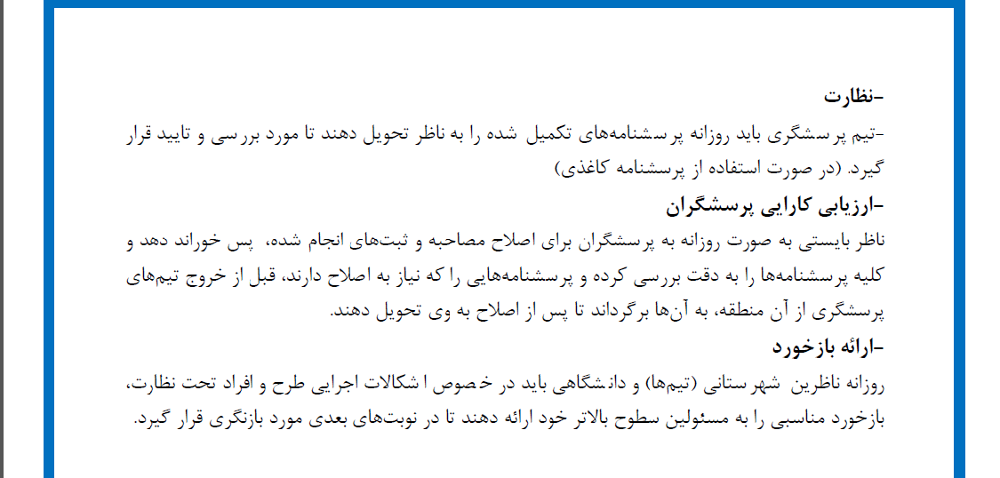 -نظارت
-تیم پرسشگری باید روزانه پرسشنامه‌های تکمیل شده را به ناظر تحویل دهند تا مورد بررسی و تایید قرار
گیرد. (در صورت استفاده از پرسشنامه کاغذی)
-ارزیابی کارایی پرسشگران
ناظر بایستی به صورت روزانه به پرسشگران برای اصلاح مصاحبه و ثبت‌های انجام شده، پس خوراند دهد و
کلیه پرسشنامه‌ها را به دقت بررسی کرده و پرسشنامه‌هایی را که نیاز به اصلاح دارند، قبل از خروج تیم‌های
پرسشگری از آن منطقه، به آن‌ها برگرداند تا پس از اصلاح به وی تحویل دهند.
-ارائه بازخورد
روزانه ناظرین شهرستانی (تیم‌ها) و دانشگاهی باید در خصوص اشکالات اجرایی طرح و افراد تحت نظارت،
بازخورد مناسبی را به مسئولین سطوح بالاتر خود ارائه دهند تا در نوبت‌های بعدی مورد بازنگری قرار گیرد.